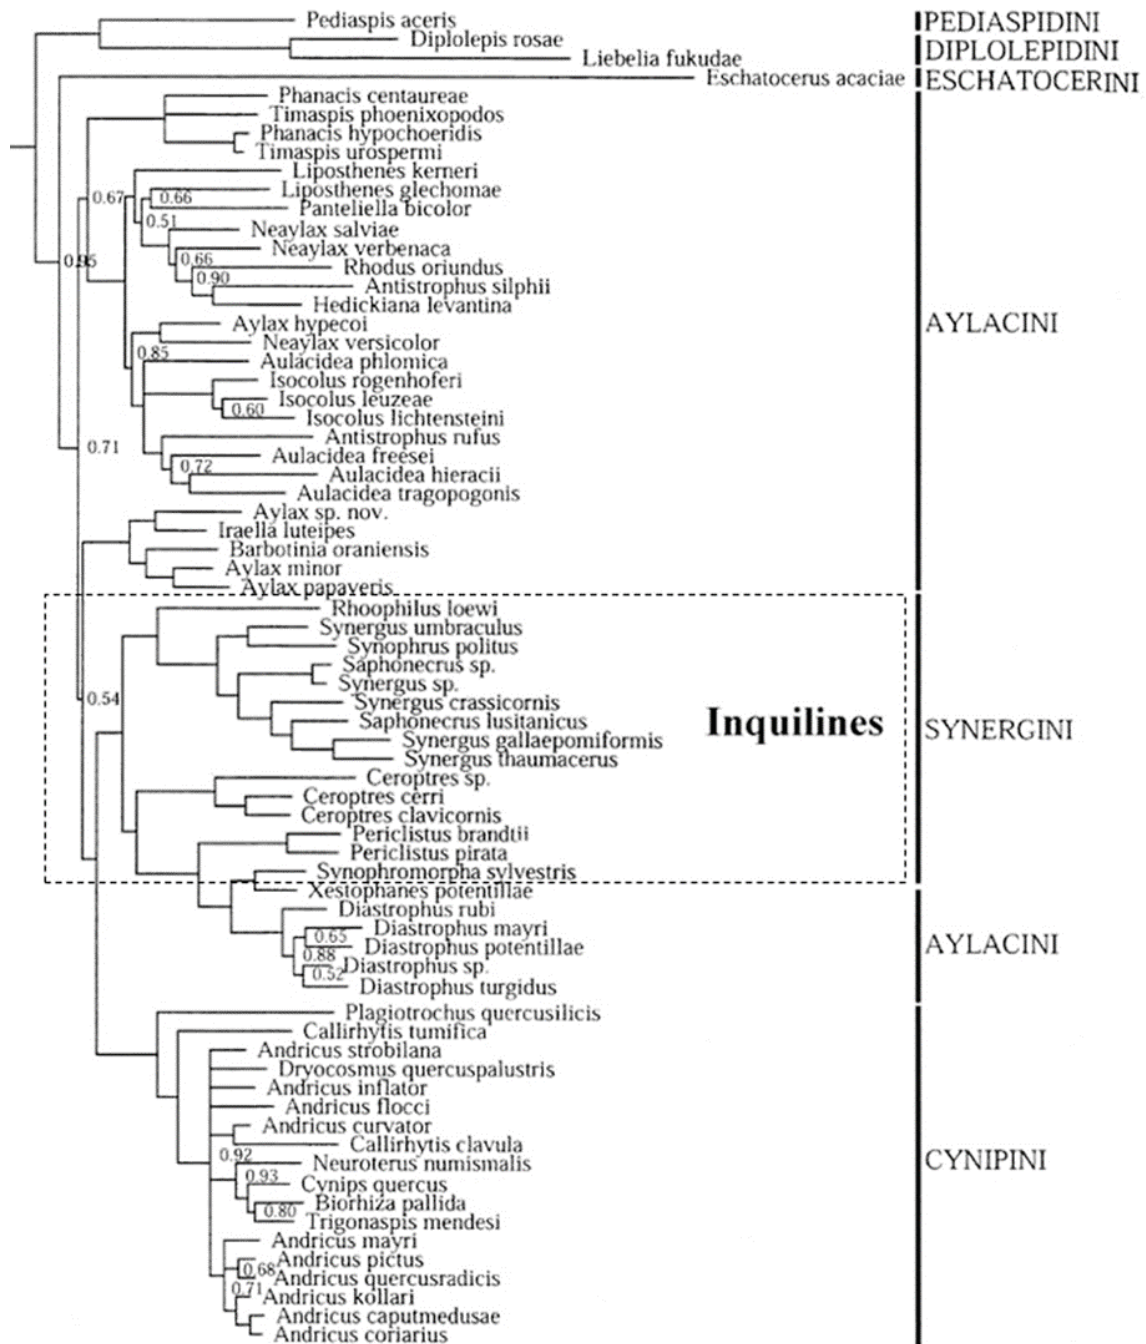 Pediaspis aceris
PEDIASPIDINI
Diplolepis rosae
DIPLOLEPIDINI
Liebelia fukudae
Eschatocerus acaciae
ESCHATOCERINI
Phanacis centaureae
Timaspis phoenixopodos
Phanacis hypochoeridis
Timaspis urospermi
Liposthenes kerneri
0.67
0.66
Liposthenes glechomae
Panteliella bicolor
0.51
Neaylax salviae
Neaylax verbenaca
0.95
0.66
Rhodus oriundus
0.90
Antistrophus silphii
Hedickiana levantina
Aylax hypecoi
AYLACINI
Neaylax versicolor
0.85
Aulacidea phlomica
Isocolus rogenhoferi
Isocolus leuzeae
0.60
Isocolus lichtensteini
Antistrophus rufus
0.71
Aulacidea freesei
0.72
Aulacidea hieracii
Aulacidea tragopogonis
Aylax sp. nov.
Iraella luteipes
Barbotinia oraniensis
Aylax minor
Aylax papaveris
Rhoophilus loewi
Synergus umbraculus
Synophrus politus
Saphonecrus sp.
Synergus sp.
0.54
Synergus crassicornis
Saphonecrus lusitanicus
Inquilines
SYNERGINI
Synergus gallaepomiformis
Synergus thaumacerus
Ceroptres sp.
Ceroptres cerri
Ceroptres clavicornis
Periclistus brandtii
Periclistus pirata
Synophromorpha sylvestris
Xestophanes potentillae
Diastrophus rubi
Diastrophus mayri
0.65
Diastrophus potentillae
AYLACINI
0.88
Diastrophus sp.
0.52
Diastrophus turgidus
Plagiotrochus quercusilicis
Callirhytis tumifica
Andricus strobilana
Dryocosmus quercuspalustris
Andricus inflator
Andricus flocci
Andricus curvator
Callirhytis clavula
0.92
Neuroterus numismalis
CYNIPINI
0.93
Cynips quercus
Biorhiza pallida
0.80
Trigonaspis mendesi
Andricus mayri
Andricus pictus
0.68
Andricus quercusradicis
0.71
Andricus kollari
Andricus caputmedusae
Andricus coriarius